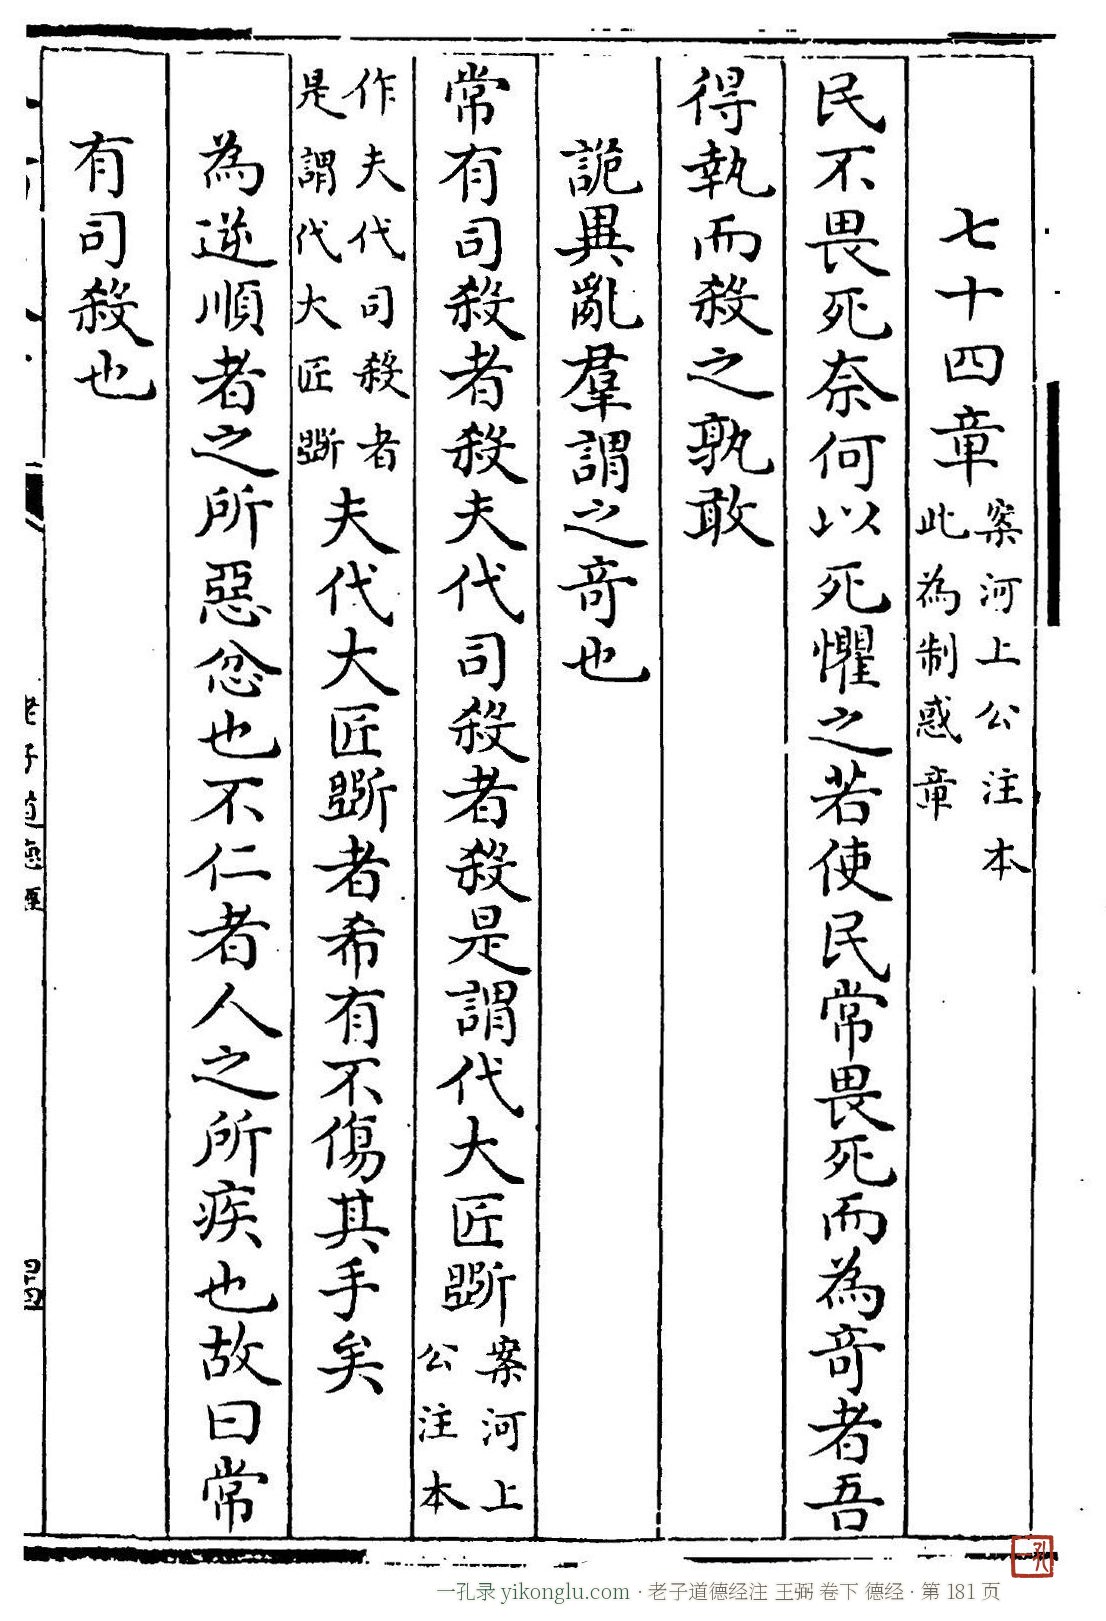 七十四章案河上公注本此為制惑章
民不畏死奈何以死懼之若使民常畏死而為奇者吾
得執而殺之孰敢
詭異亂羣謂之奇也
常有司殺者殺夫代司殺者殺是謂代大匠斲案河上公注本
作夫代司殺者是謂代大匠斲夫代大匠斲者希有不傷其手矣
為逆順者之所惡忿也不仁者人之所疾也故曰常
有司殺也
老子道德經
一孔录 yikonglu.com · 老子道德经注 王弼 卷下 德经 · 第 181 页